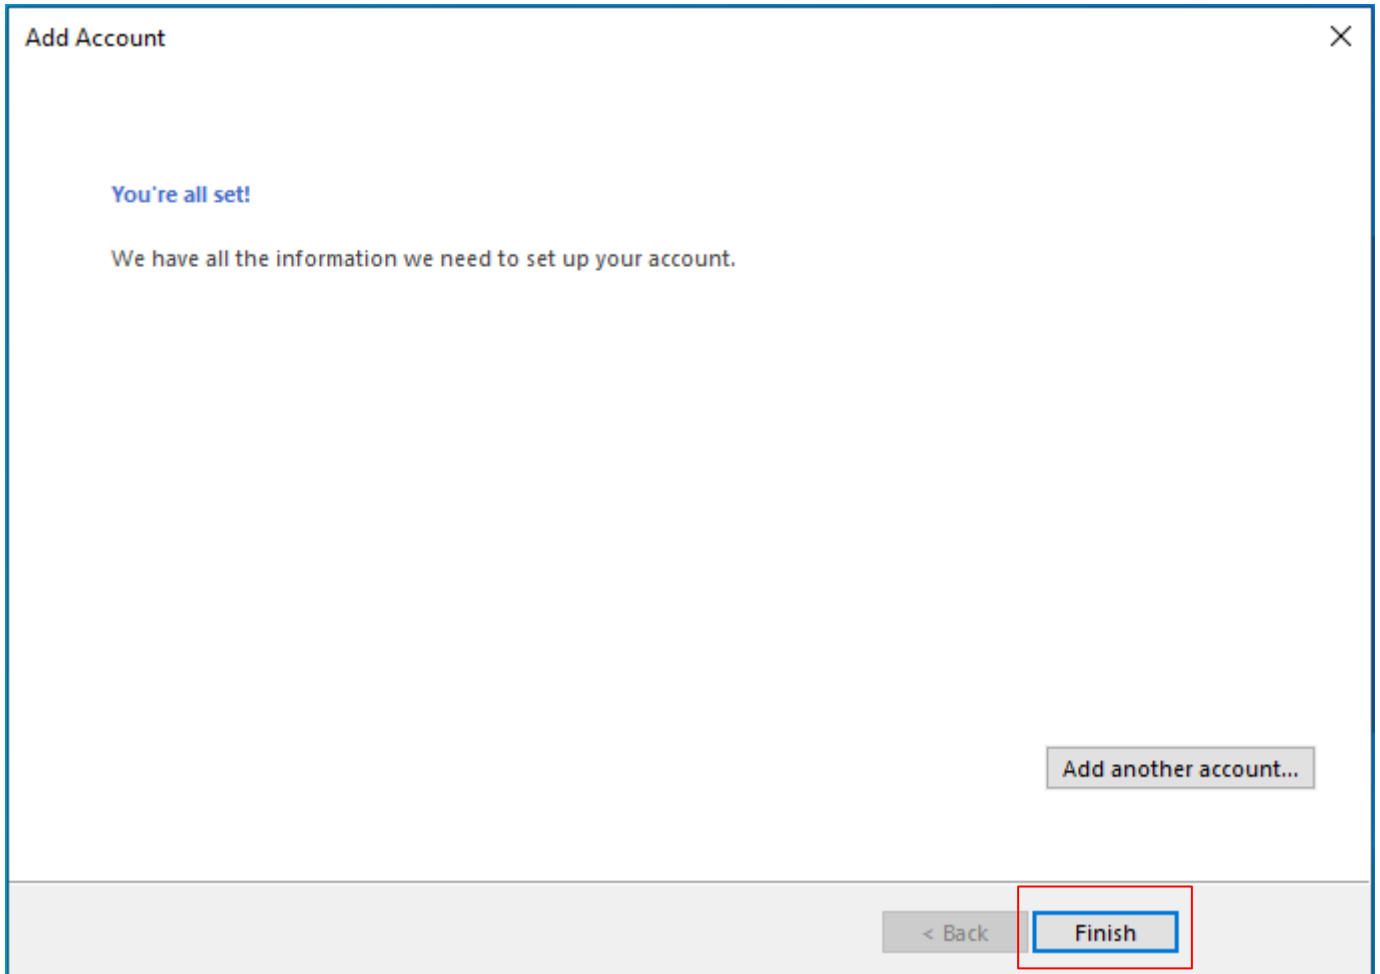 Add Account
You're all set!
We have all the information we need to set up your account.
Add another account...
< Back
Finish